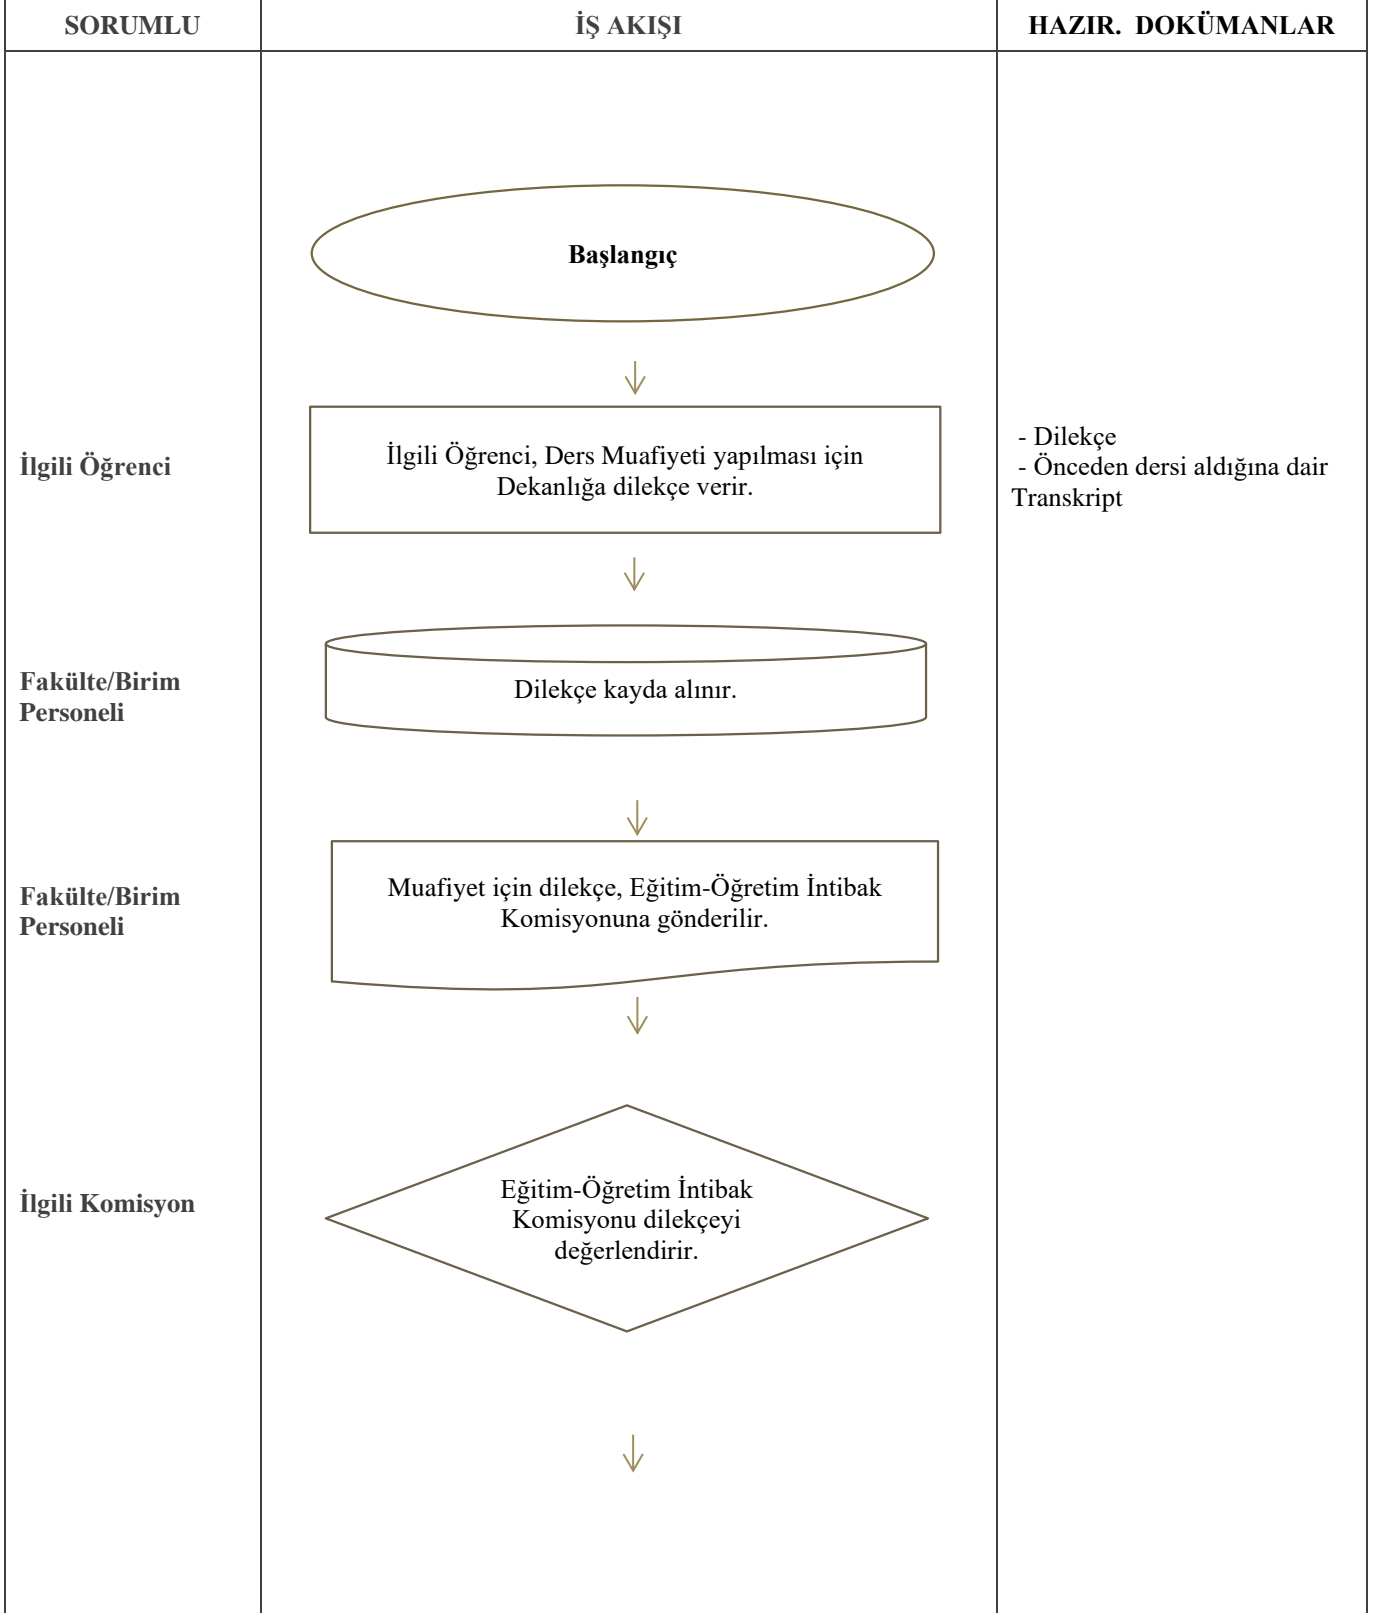 SORUMLU
İŞ AKIŞI
HAZIR. DOKÜMANLAR
Başlangıç
İlgili Öğrenci
İlgili Öğrenci, Ders Muafiyeti yapılması için
Dekanlığa dilekçe verir.
- Dilekçe
- Önceden dersi aldığına dair
Transkript
Fakülte/Birim
Personeli
Dilekçe kayda alınır.
Fakülte/Birim
Personeli
Muafiyet için dilekçe, Eğitim-Öğretim İntibak
Komisyonuna gönderilir.
İlgili Komisyon
Eğitim-Öğretim İntibak
Komisyonu dilekçeyi
değerlendirir.